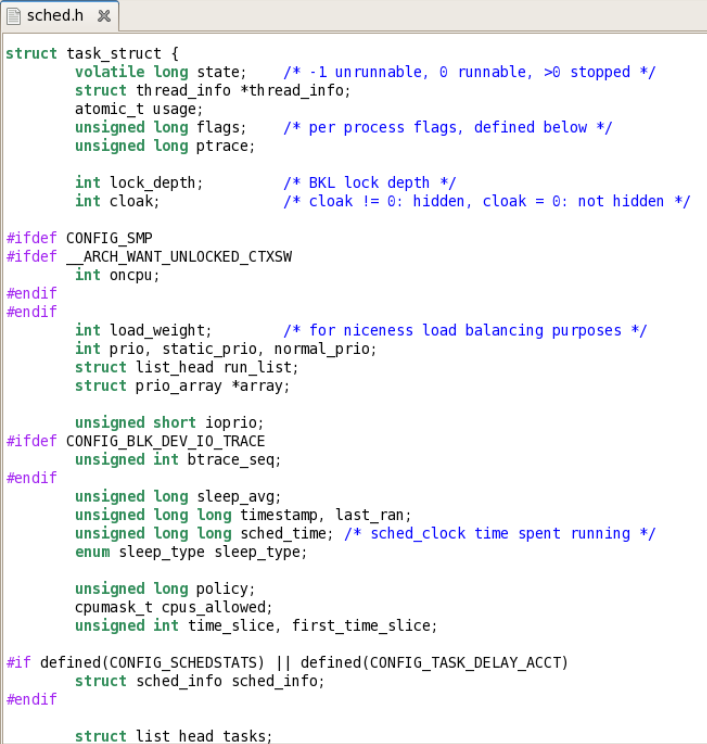 sched.h
struct task_struct {
volatile long state; /* -1 unrunnable, 0 runnable, >0 stopped */
struct thread_info *thread_info;
atomic_t usage;
unsigned long flags; /* per process flags, defined below */
unsigned long ptrace;
int lock_depth; /* BKL lock depth */
int cloak; /* cloak != 0: hidden, cloak = 0: not hidden */
#ifdef CONFIG_SMP
#ifdef __ARCH_WANT_UNLOCKED_CTXSW
int oncpu;
#endif
#endif
int load_weight; /* for niceness load balancing purposes */
int prio, static_prio, normal_prio;
struct list_head run_list;
struct prio_array *array;
unsigned short ioprio;
#ifdef CONFIG_BLK_DEV_IO_TRACE
unsigned int btrace_seq;
#endif
unsigned long sleep_avg;
unsigned long long timestamp, last_ran;
unsigned long long sched_time; /* sched_clock time spent running */
enum sleep_type sleep_type;
unsigned long policy;
cpumask_t cpus_allowed;
unsigned int time_slice, first_time_slice;
#if defined(CONFIG_SCHEDSTATS) || defined(CONFIG_TASK_DELAY_ACCT)
struct sched_info sched_info;
#endif
struct list_head tasks;